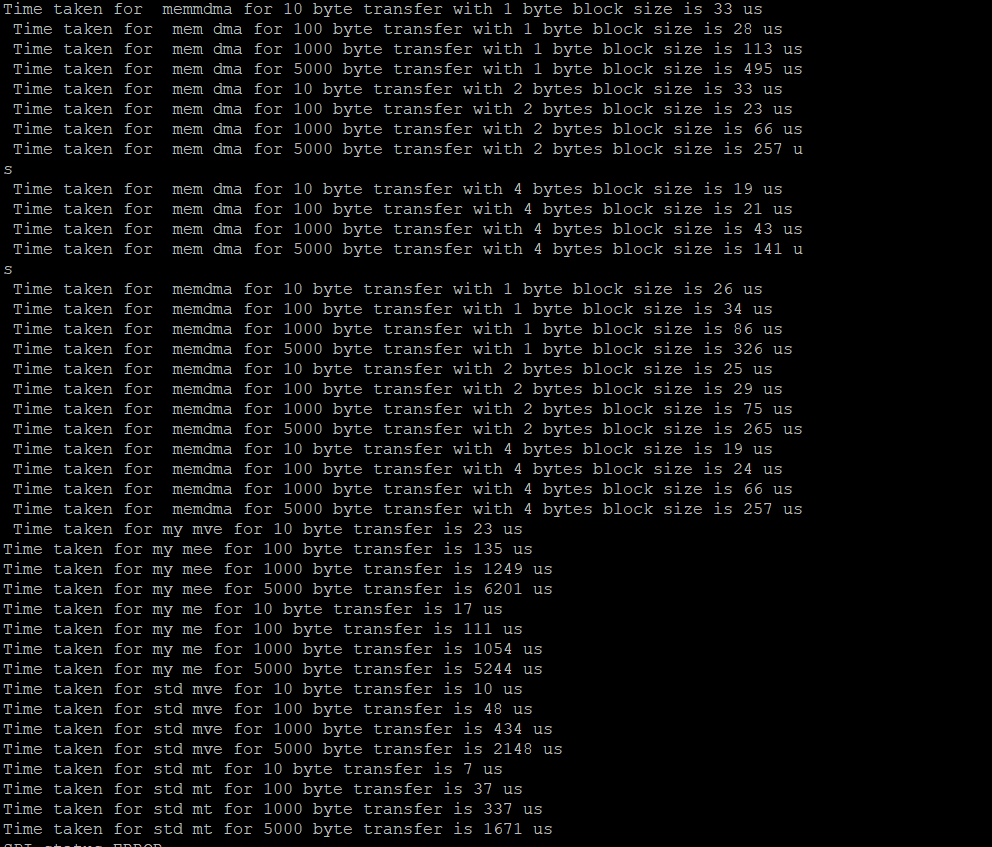 Time taken for  memmdma for 10 byte transfer with 1 byte block size is 33 us
 Time taken for  mem dma for 100 byte transfer with 1 byte block size is 28 us
 Time taken for  mem dma for 1000 byte transfer with 1 byte block size is 113 us
 Time taken for  mem dma for 5000 byte transfer with 1 byte block size is 495 us
 Time taken for  mem dma for 10 byte transfer with 2 bytes block size is 33 us
 Time taken for  mem dma for 100 byte transfer with 2 bytes block size is 23 us
 Time taken for  mem dma for 1000 byte transfer with 2 bytes block size is 66 us
 Time taken for  mem dma for 5000 byte transfer with 2 bytes block size is 257 u
s
 Time taken for  mem dma for 10 byte transfer with 4 bytes block size is 19 us
 Time taken for  mem dma for 100 byte transfer with 4 bytes block size is 21 us
 Time taken for  mem dma for 1000 byte transfer with 4 bytes block size is 43 us
 Time taken for  mem dma for 5000 byte transfer with 4 bytes block size is 141 u
s
 Time taken for  memdma for 10 byte transfer with 1 byte block size is 26 us
 Time taken for  memdma for 100 byte transfer with 1 byte block size is 34 us
 Time taken for  memdma for 1000 byte transfer with 1 byte block size is 86 us
 Time taken for  memdma for 5000 byte transfer with 1 byte block size is 326 us
 Time taken for  memdma for 10 byte transfer with 2 bytes block size is 25 us
 Time taken for  memdma for 100 byte transfer with 2 bytes block size is 29 us
 Time taken for  memdma for 1000 byte transfer with 2 bytes block size is 75 us
 Time taken for  memdma for 5000 byte transfer with 2 bytes block size is 265 us
 Time taken for  memdma for 10 byte transfer with 4 bytes block size is 19 us
 Time taken for  memdma for 100 byte transfer with 4 bytes block size is 24 us
 Time taken for  memdma for 1000 byte transfer with 4 bytes block size is 66 us
 Time taken for  memdma for 5000 byte transfer with 4 bytes block size is 257 us
 Time taken for my mve for 10 byte transfer is 23 us
Time taken for my mee for 100 byte transfer is 135 us
Time taken for my mee for 1000 byte transfer is 1249 us
Time taken for my mee for 5000 byte transfer is 6201 us
Time taken for my me for 10 byte transfer is 17 us
Time taken for my me for 100 byte transfer is 111 us
Time taken for my me for 1000 byte transfer is 1054 us
Time taken for my me for 5000 byte transfer is 5244 us
Time taken for std mve for 10 byte transfer is 10 us
Time taken for std mve for 100 byte transfer is 48 us
Time taken for std mve for 1000 byte transfer is 434 us
Time taken for std mve for 5000 byte transfer is 2148 us
Time taken for std mt for 10 byte transfer is 7 us
Time taken for std mt for 100 byte transfer is 37 us
Time taken for std mt for 1000 byte transfer is 337 us
Time taken for std mt for 5000 byte transfer is 1671 us
status ERROR